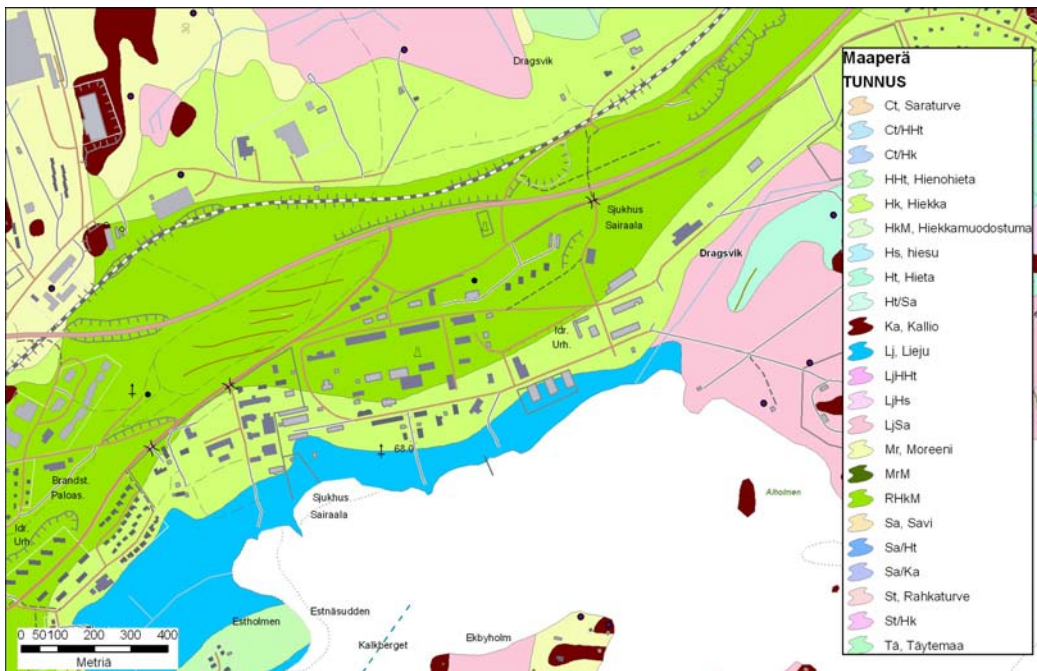 30
Dragsvik
Sjukhus
Sairaala
Dragsvik
Idr.
Urh.
68.0
Brandst.
Paloas.
Idr.
Urh.
Sjukhus
Sairaala
Alholmen
Estholmen
Estnäsudden
Kalkberget
Ekbyholm
0 50100 200 300 400
Metriä
Maaperä
TUNNUS
Ct, Saraturve
Ct/HHt
Ct/Hk
HHt, Hienohieta
Hk, Hiekka
HkM, Hiekkamuodostuma
Hs, hiesu
Ht, Hieta
Ht/Sa
Ka, Kallio
Lj, Lieju
LjHHt
LjHs
LjSa
Mr, Moreeni
MrM
RHkM
Sa, Savi
Sa/Ht
Sa/Ka
St, Rahkaturve
St/Hk
Tä, Täytemaa